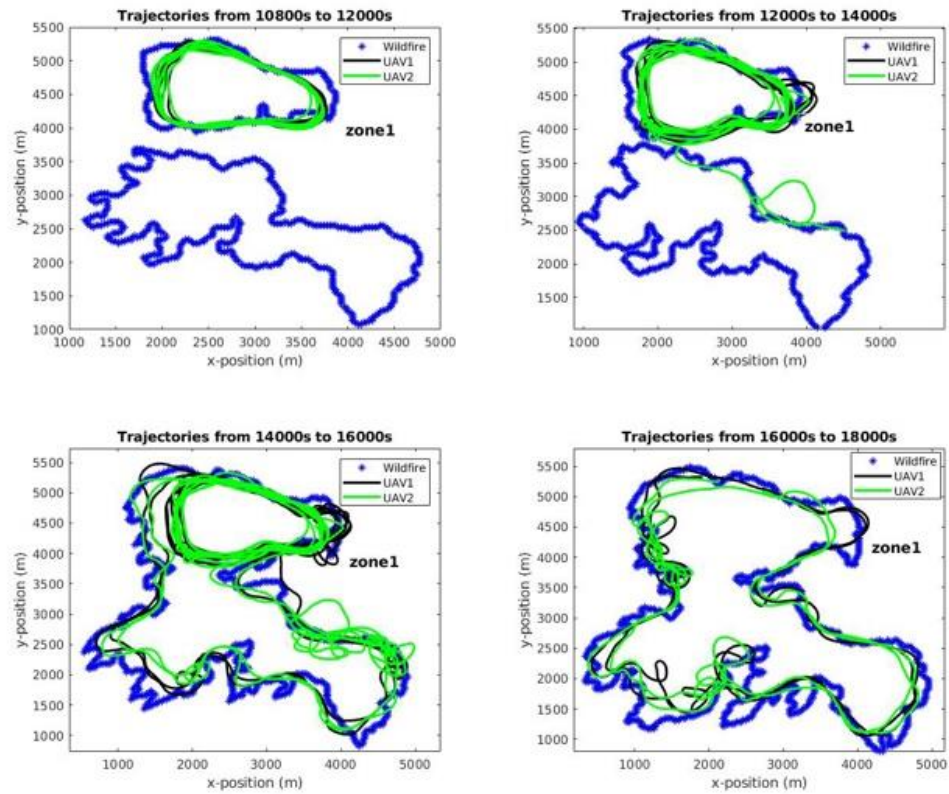 Trajectories from 10800s to 12000s
5500
5000
4500
4000
3500
3000
2500
2000
1500
1000
y-position (m)
Wildfire
UAV1
UAV2
zone1
1000 1500 2000 2500 3000 3500 4000 4500 5000
x-position (m)
Trajectories from 12000s to 14000s
5500
5000
4500
4000
3500
3000
2500
2000
1500
y-position (m)
Wildfire
UAV1
UAV2
zone1
1000 2000 3000 4000 5000
x-position (m)
Trajectories from 14000s to 16000s
5500
5000
4500
4000
3500
3000
2500
2000
1500
1000
y-position (m)
Wildfire
UAV1
UAV2
zone1
1000 2000 3000 4000 5000
x-position (m)
Trajectories from 16000s to 18000s
5500
5000
4500
4000
3500
3000
2500
2000
1500
1000
y-position (m)
Wildfire
UAV1
UAV2
zone1
1000 2000 3000 4000 5000
x-position (m)